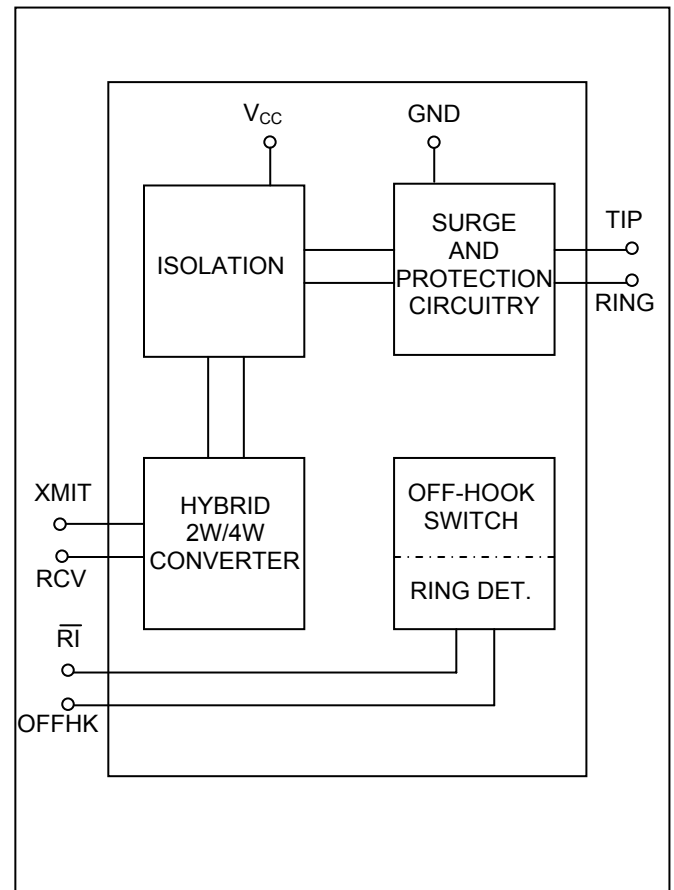 V_CC
GND
ISOLATION
SURGE
AND
PROTECTION
CIRCUITRY
TIP
RING
XMIT
RCV
HYBRID
2W/4W
CONVERTER
OFF-HOOK
SWITCH
RING DET.
R̅I̅
OFFHK